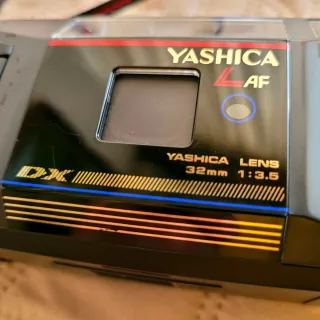 YASHICA
L AF
YASHICA LENS
32mm 1:3.5
DX